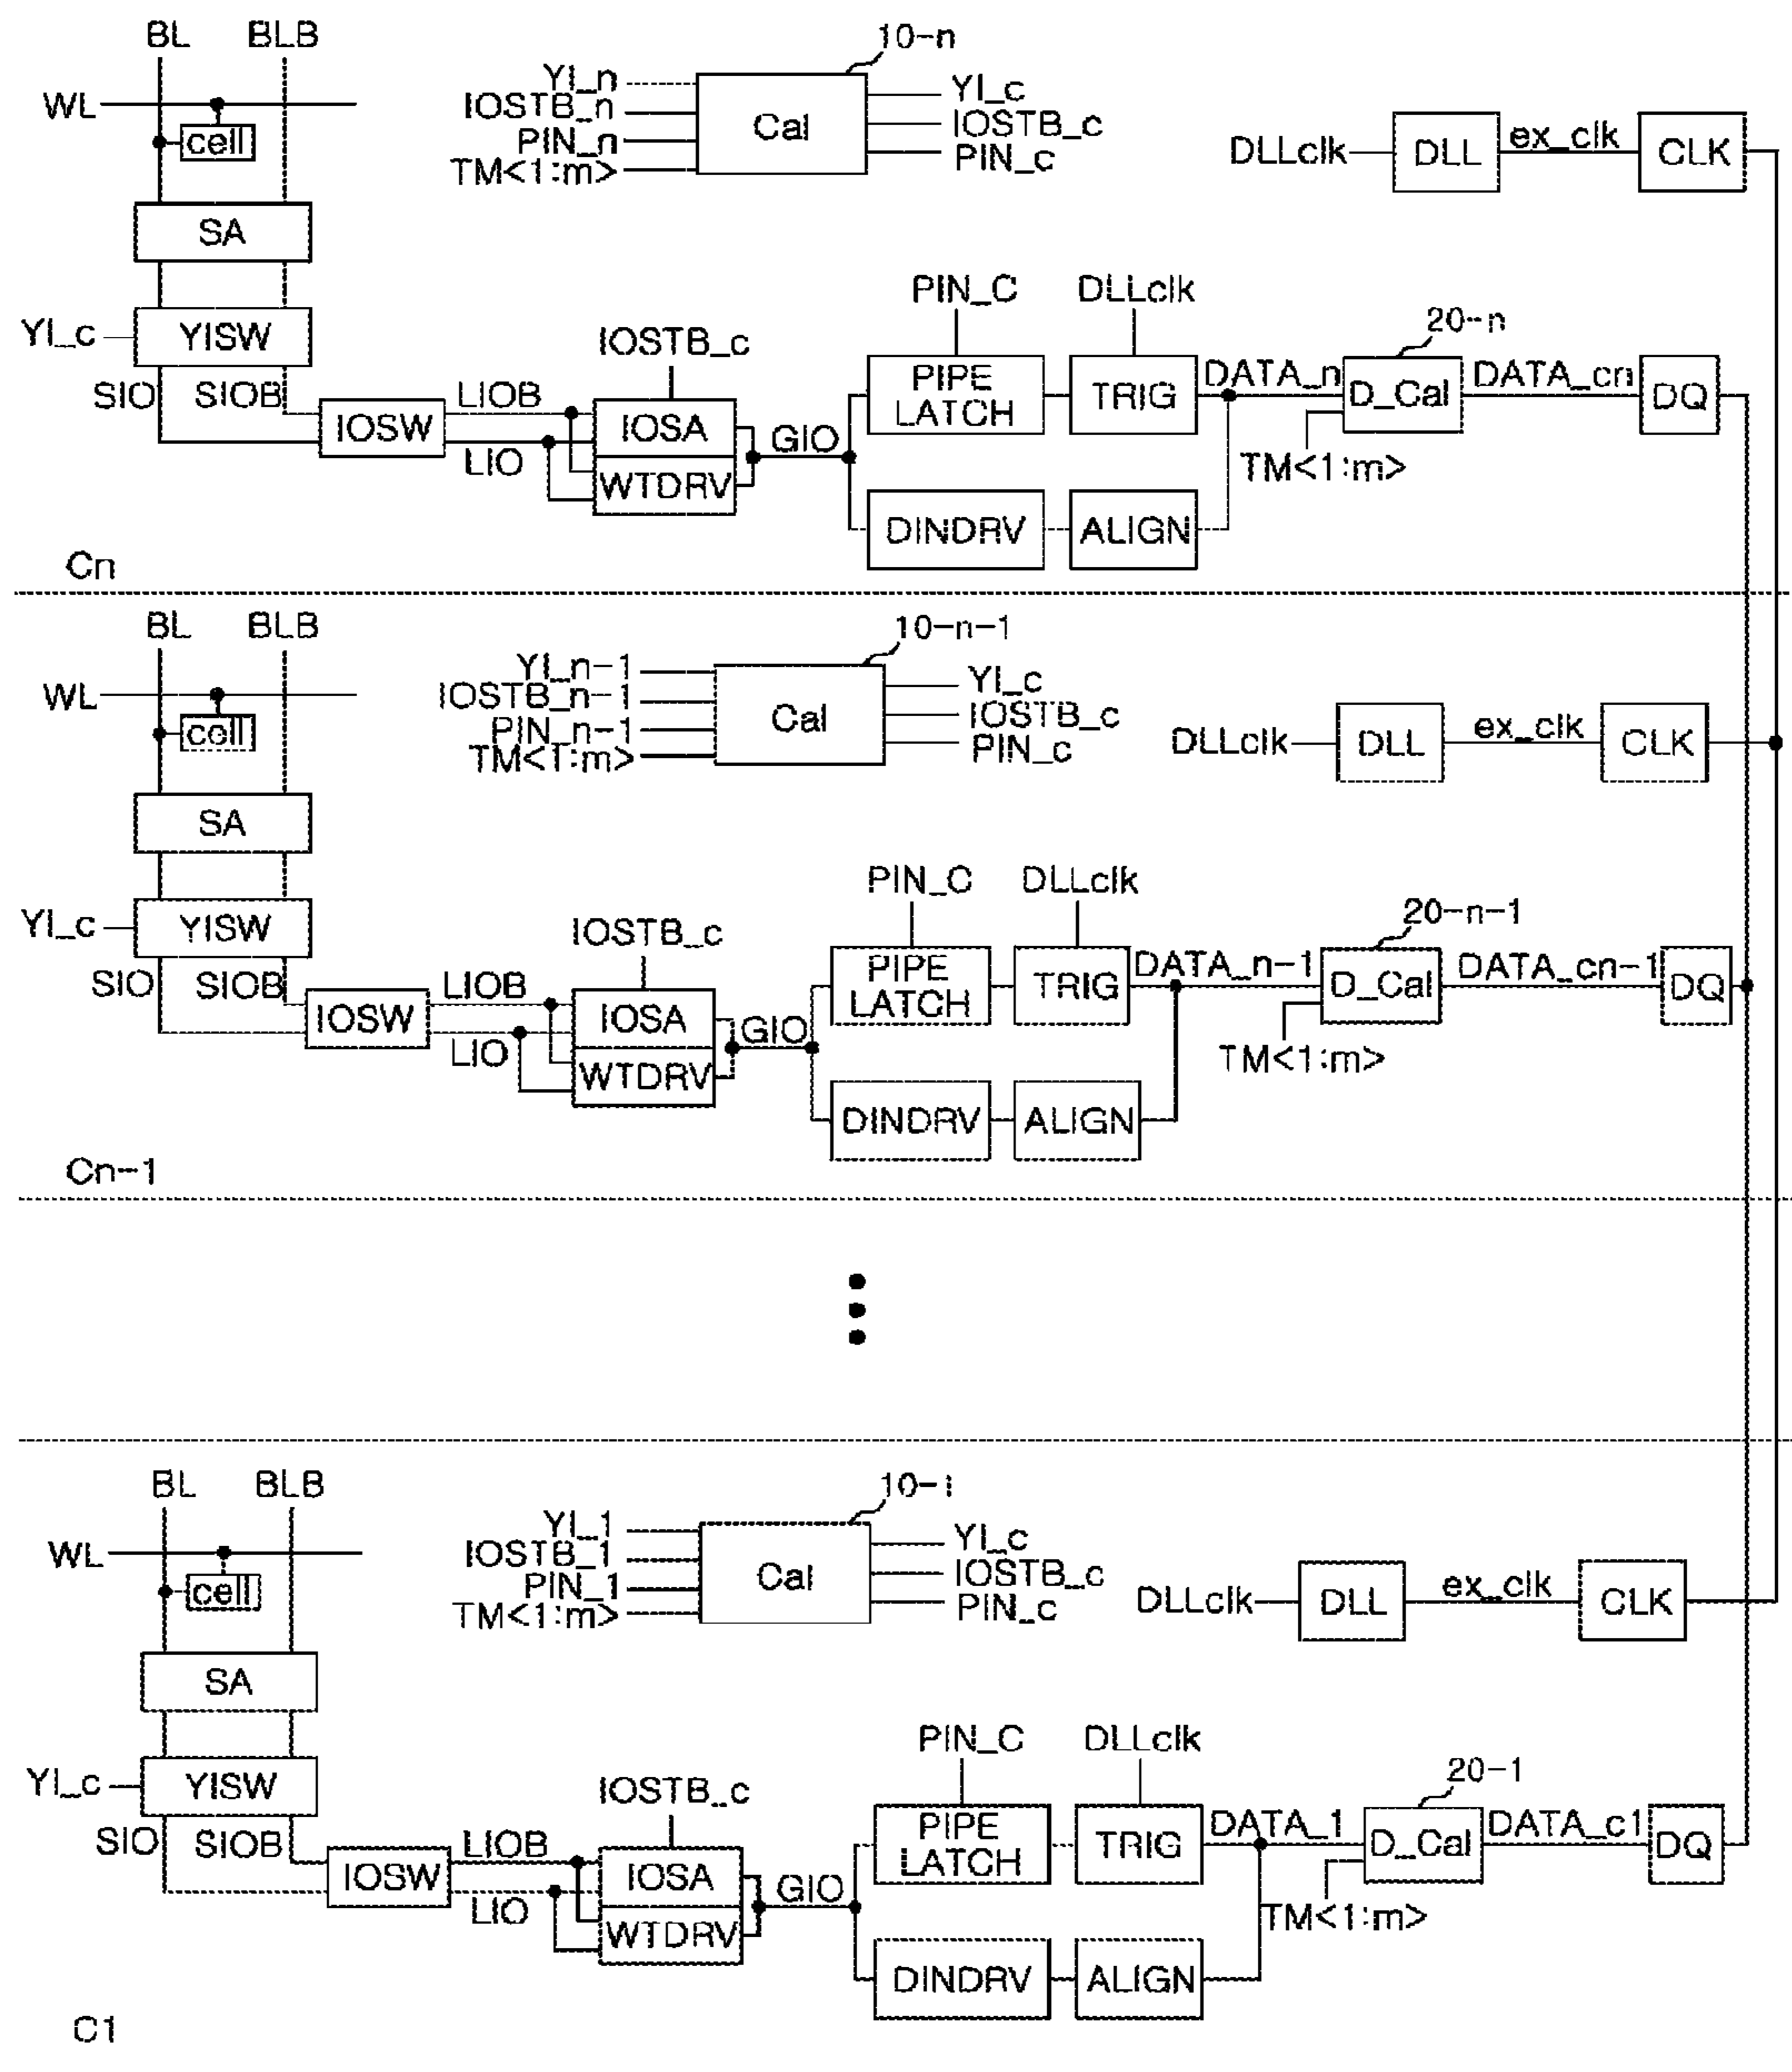 BL BLB
10-n
WL
cell
YI_n
IOSTB_n
PIN_n
TM<1:m>
Cal
YI_c
IOSTB_c
PIN_c
DLLclk
DLL
ex_clk
CLK
SA
YI_c
YISW
SIO SIOB
IOSW
LIOB
LIO
IOSTB_c
IOSA
WTDRV
GIO
PIN_C
PIPE
LATCH
DLLclk
TRIG
DATA_n
20-n
D_Cal
TM<1:m>
DATA_cn
DQ
DINDRV
ALIGN
Cn
BL BLB
10-n-1
WL
cell
YI_n-1
IOSTB_n-1
PIN_n-1
TM<1:m>
Cal
YI_c
IOSTB_c
PIN_c
DLLclk
DLL
ex_clk
CLK
SA
YI_c
YISW
SIO SIOB
IOSW
LIOB
LIO
IOSTB_c
IOSA
WTDRV
GIO
PIN_C
PIPE
LATCH
DLLclk
TRIG
DATA_n-1
20-n-1
D_Cal
TM<1:m>
DATA_cn-1
DQ
DINDRV
ALIGN
Cn-1
BL BLB
10-1
WL
cell
YI_1
IOSTB_1
PIN_1
TM<1:m>
Cal
YI_c
IOSTB_c
PIN_c
DLLclk
DLL
ex_clk
CLK
SA
YI_c
YISW
SIO SIOB
IOSW
LIOB
LIO
IOSTB_c
IOSA
WTDRV
GIO
PIN_C
PIPE
LATCH
DLLclk
TRIG
DATA_1
20-1
D_Cal
TM<1:m>
DATA_c1
DQ
DINDRV
ALIGN
C1